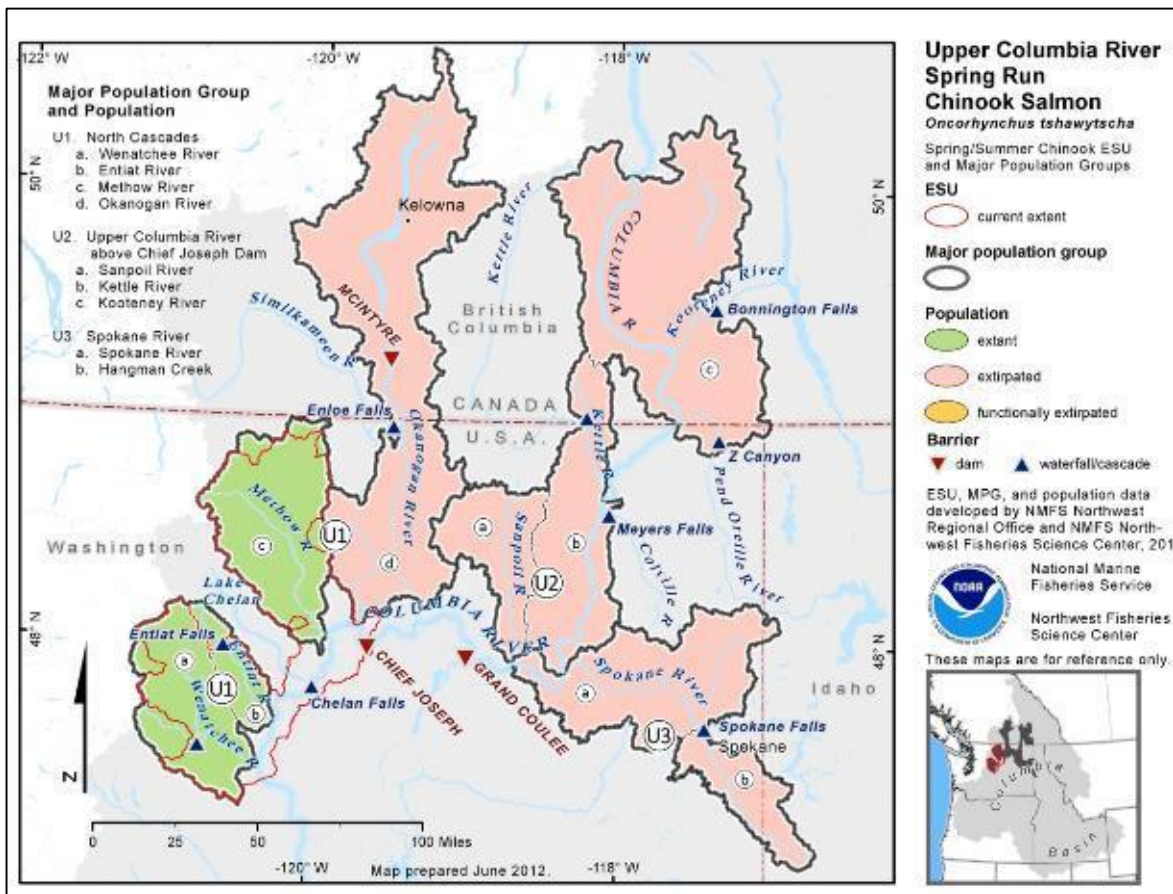 -122° W
-120° W
-118° W
Major Population Group
and Population
U1. North Cascades
a. Wenatchee River
b. Entiat River
c. Methow River
d. Okanogan River
U2. Upper Columbia River
above Chief Joseph Dam
a. Sanpoil River
b. Kettle River
c. Kooteney River
U3 Spokane River
a. Spokane River
b. Hangman Creek
50° N
50° N
48° N
48° N
Kelowna
Kettle River
COLUMBIA R
Kooteney River
Bonnington Falls
British
Columbia
Similkameen R
MCINTYRE
c
CANADA
U.S.A.
Enloe Falls
Okanogan River
Kettle R
Z Canyon
Pend Oreille River
Methow R
Meyers Falls
Colville R
Washington
c
U1
d
a
Sanpoil R
b
U2
Lake
Chelan
COLUMBIA RIVER
Entiat Falls
a
Entiat R
U1
b
Wenatchee R
Chelan Falls
CHIEF JOSEPH
GRAND COULEE
Spokane River
a
Idaho
U3
Spokane Falls
Spokane
b
N
0 25 50 100 Miles
-120° W
-118° W
Map prepared June 2012.
Upper Columbia River
Spring Run
Chinook Salmon
Oncorhynchus tshawytscha
Spring/Summer Chinook ESU
and Major Population Groups
ESU
current extent
Major population group
Population
extant
extirpated
functionally extirpated
Barrier
dam
waterfall/cascade
ESU, MPG, and population data
developed by NMFS Northwest
Regional Office and NMFS North-
west Fisheries Science Center, 201
NOAA
National Marine
Fisheries Service
Northwest Fisheries
Science Center
These maps are for reference only.
Columbia
Basin